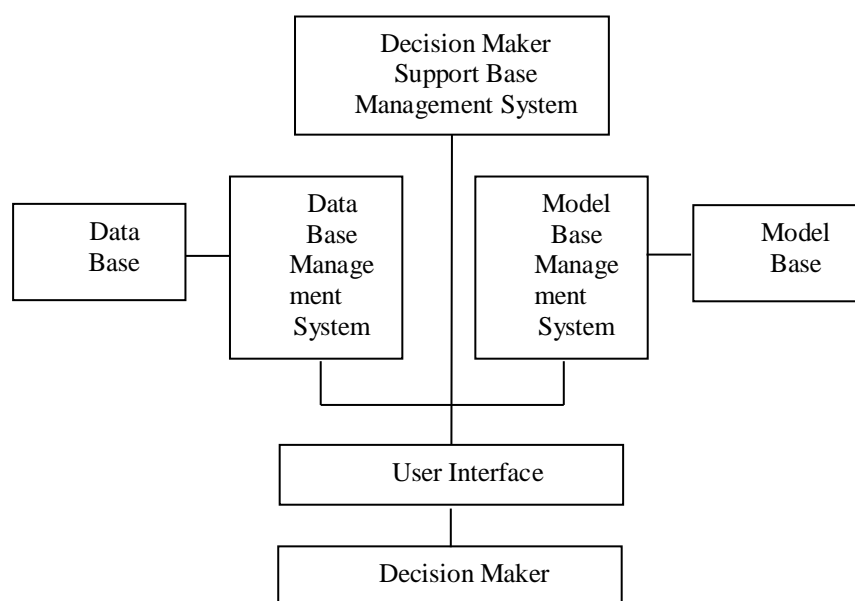 Decision Maker
Support Base
Management System
Data
Base
Data
Base
Manage
ment
System
Model
Base
Manage
ment
System
Model
Base
User Interface
Decision Maker